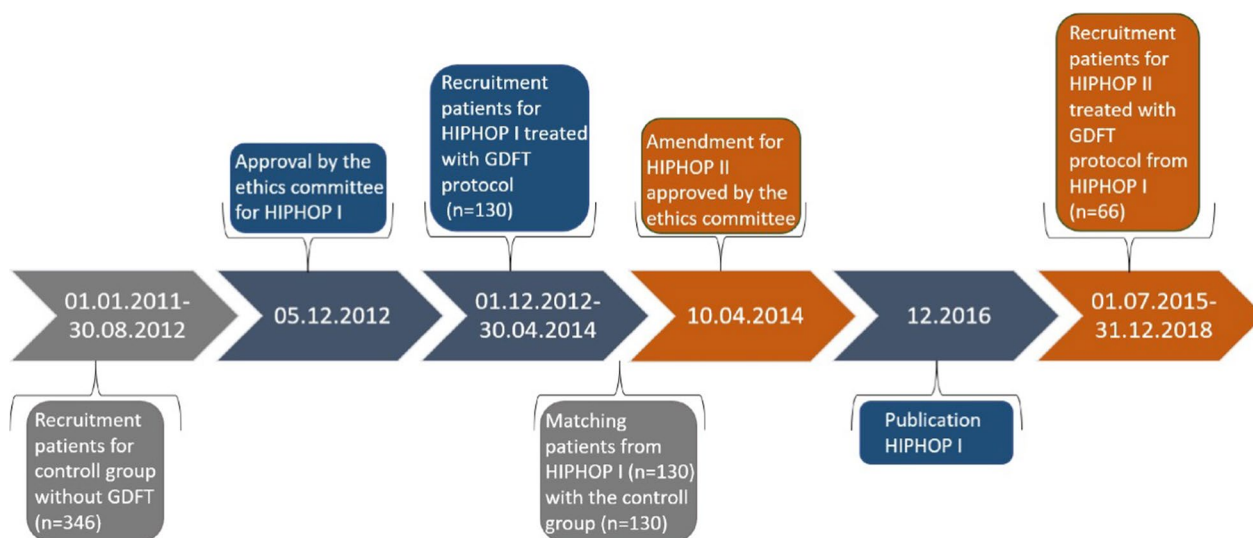 Recruitment
patients for
HIPHOP II
treated with
GDFT
protocol from
HIPHOP I
(n=66)
Recruitment
patients for
HIPHOP I treated
with GDFT
protocol
(n=130)
Amendment for
HIPHOP II
approved by the
ethics committee
Approval by the
ethics committee
for HIPHOP I
01.01.2011-
30.08.2012
05.12.2012
01.12.2012-
30.04.2014
10.04.2014
12.2016
01.07.2015-
31.12.2018
Recruitment
patients for
controll group
without GDFT
(n=346)
Matching
patients from
HIPHOP I (n=130)
with the controll
group (n=130)
Publication
HIPHOP I